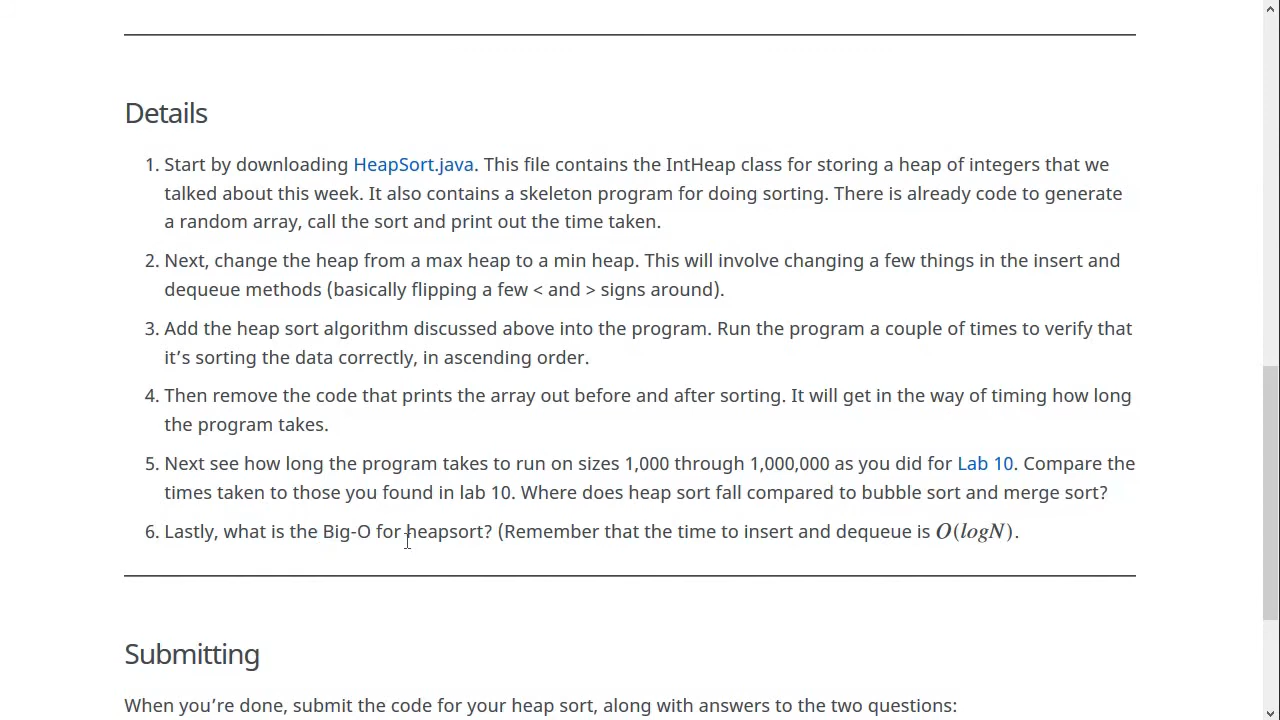 Details
1. Start by downloading HeapSort.java. This file contains the IntHeap class for storing a heap of integers that we
talked about this week. It also contains a skeleton program for doing sorting. There is already code to generate
a random array, call the sort and print out the time taken.
2. Next, change the heap from a max heap to a min heap. This will involve changing a few things in the insert and
dequeue methods (basically flipping a few < and > signs around).
3. Add the heap sort algorithm discussed above into the program. Run the program a couple of times to verify that
it’s sorting the data correctly, in ascending order.
4. Then remove the code that prints the array out before and after sorting. It will get in the way of timing how long
the program takes.
5. Next see how long the program takes to run on sizes 1,000 through 1,000,000 as you did for Lab 10. Compare the
times taken to those you found in lab 10. Where does heap sort fall compared to bubble sort and merge sort?
6. Lastly, what is the Big-O for heapsort? (Remember that the time to insert and dequeue is O(logN).
Submitting
When you’re done, submit the code for your heap sort, along with answers to the two questions: